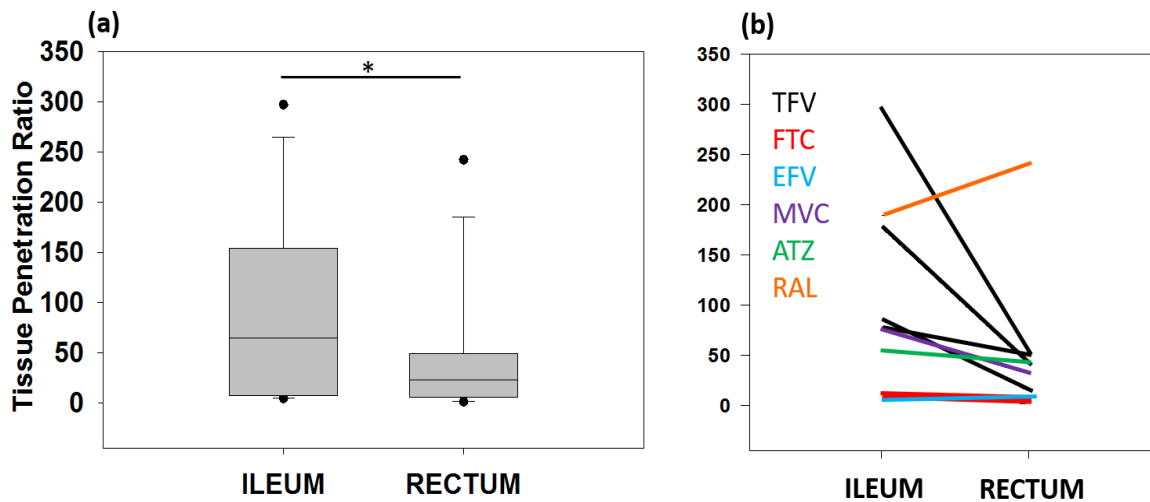 (a)
350
300
250
200
150
100
50
0
Tissue Penetration Ratio
*
ILEUM RECTUM
(b)
350
300
250
200
150
100
50
0
TFV
FTC
EFV
MVC
ATZ
RAL
ILEUM RECTUM